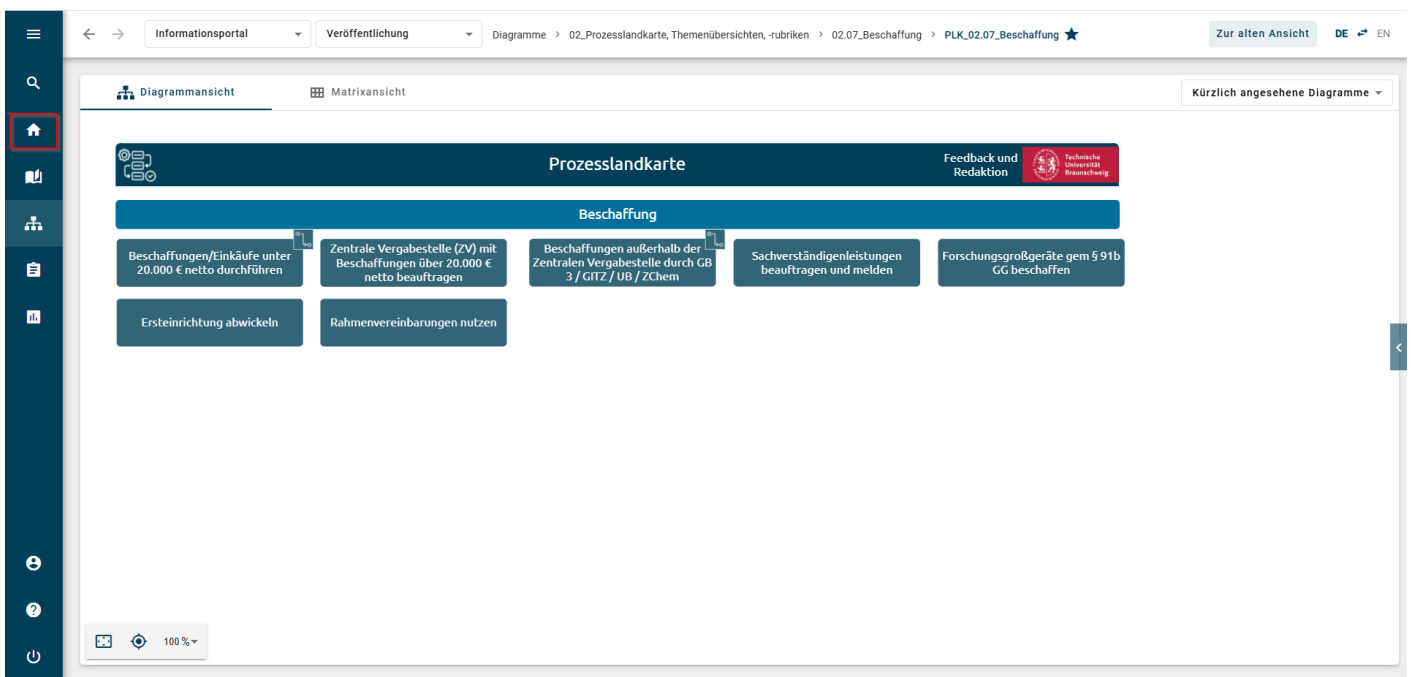 Informationsportal
Veröffentlichung
Diagramme > 02_Prozesslandkarte, Themenübersichten, -rubriken > 02.07_Beschaffung > PLK_02.07_Beschaffung
Zur alten Ansicht
DE
EN
Diagrammansicht
Matrixansicht
Kürzlich angesehene Diagramme
Prozesslandkarte
Feedback und
Redaktion
Technische
Universität
Braunschweig
Beschaffung
Beschaffungen/Einkäufe unter
20.000 € netto durchführen
Zentrale Vergabestelle (ZV) mit
Beschaffungen über 20.000 €
netto beauftragen
Beschaffungen außerhalb der
Zentralen Vergabestelle durch GB
3 / GITZ / UB / ZChem
Sachverständigenleistungen
beauftragen und melden
Forschungsgroßgeräte gem § 91b
GG beschaffen
Ersteinrichtung abwickeln
Rahmenvereinbarungen nutzen
100 %